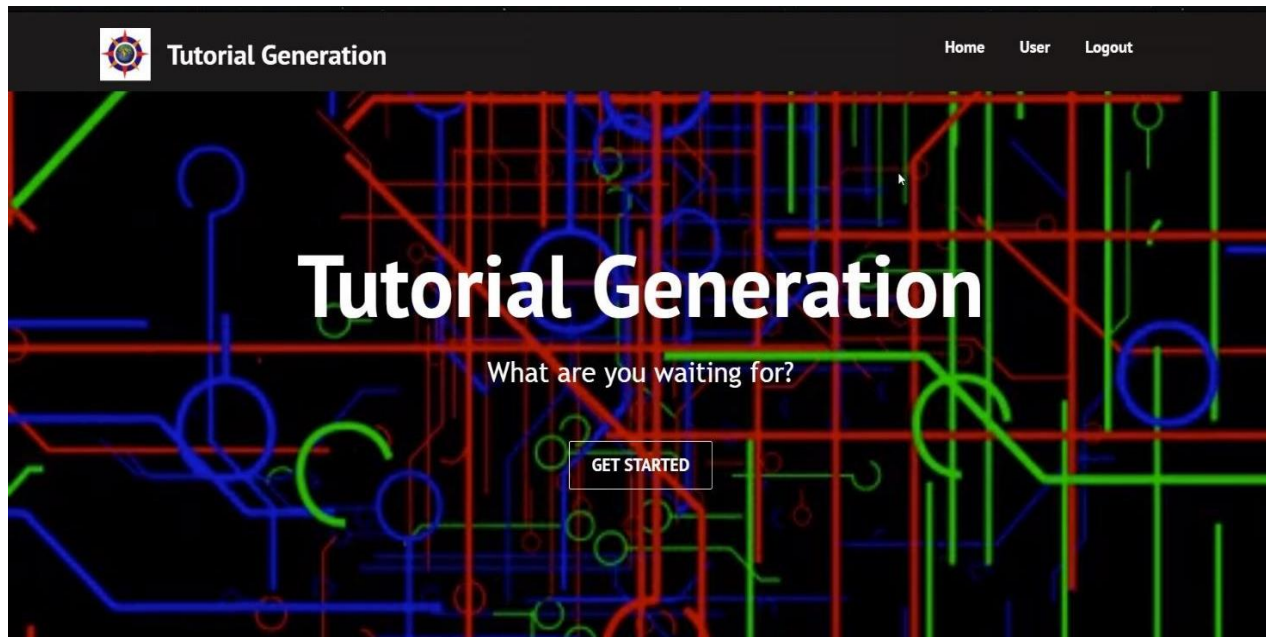 Tutorial Generation
Home User Logout
Tutorial Generation
What are you waiting for?
GET STARTED